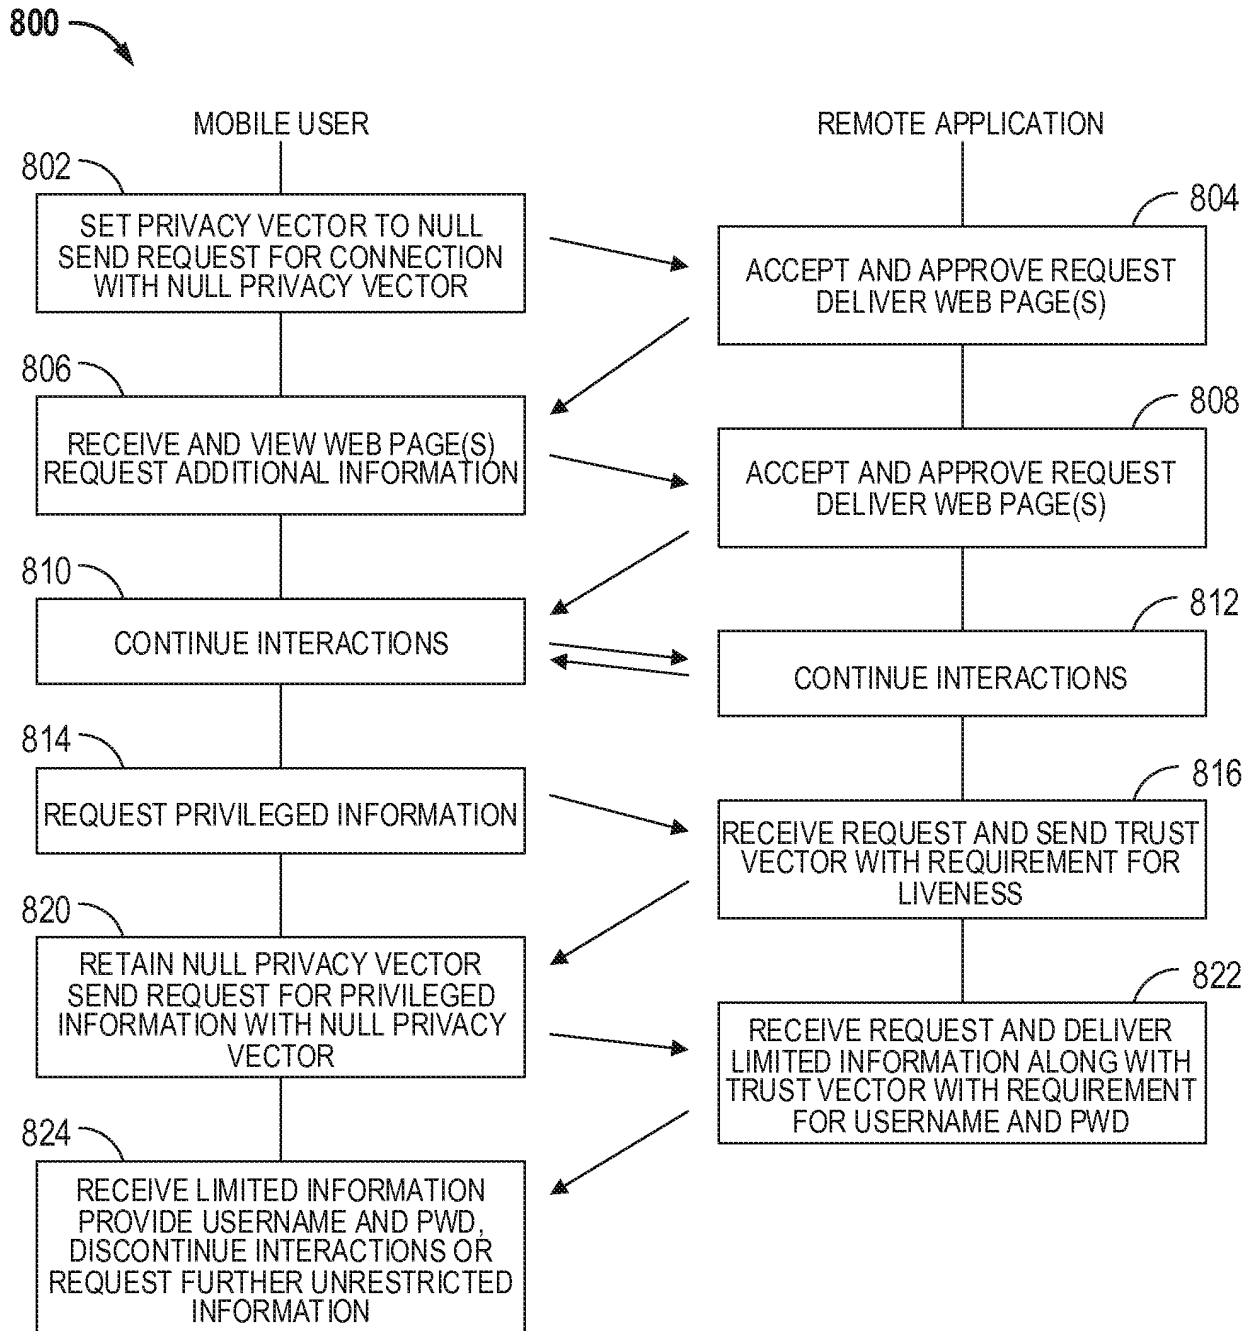 800
MOBILE USER
REMOTE APPLICATION
802
SET PRIVACY VECTOR TO NULL
SEND REQUEST FOR CONNECTION
WITH NULL PRIVACY VECTOR
804
ACCEPT AND APPROVE REQUEST
DELIVER WEB PAGE(S)
806
RECEIVE AND VIEW WEB PAGE(S)
REQUEST ADDITIONAL INFORMATION
808
ACCEPT AND APPROVE REQUEST
DELIVER WEB PAGE(S)
810
CONTINUE INTERACTIONS
812
CONTINUE INTERACTIONS
814
REQUEST PRIVILEGED INFORMATION
816
RECEIVE REQUEST AND SEND TRUST
VECTOR WITH REQUIREMENT FOR
LIVENESS
820
RETAIN NULL PRIVACY VECTOR
SEND REQUEST FOR PRIVILEGED
INFORMATION WITH NULL PRIVACY
VECTOR
822
RECEIVE REQUEST AND DELIVER
LIMITED INFORMATION ALONG WITH
TRUST VECTOR WITH REQUIREMENT
FOR USERNAME AND PWD
824
RECEIVE LIMITED INFORMATION
PROVIDE USERNAME AND PWD,
DISCONTINUE INTERACTIONS OR
REQUEST FURTHER UNRESTRICTED
INFORMATION